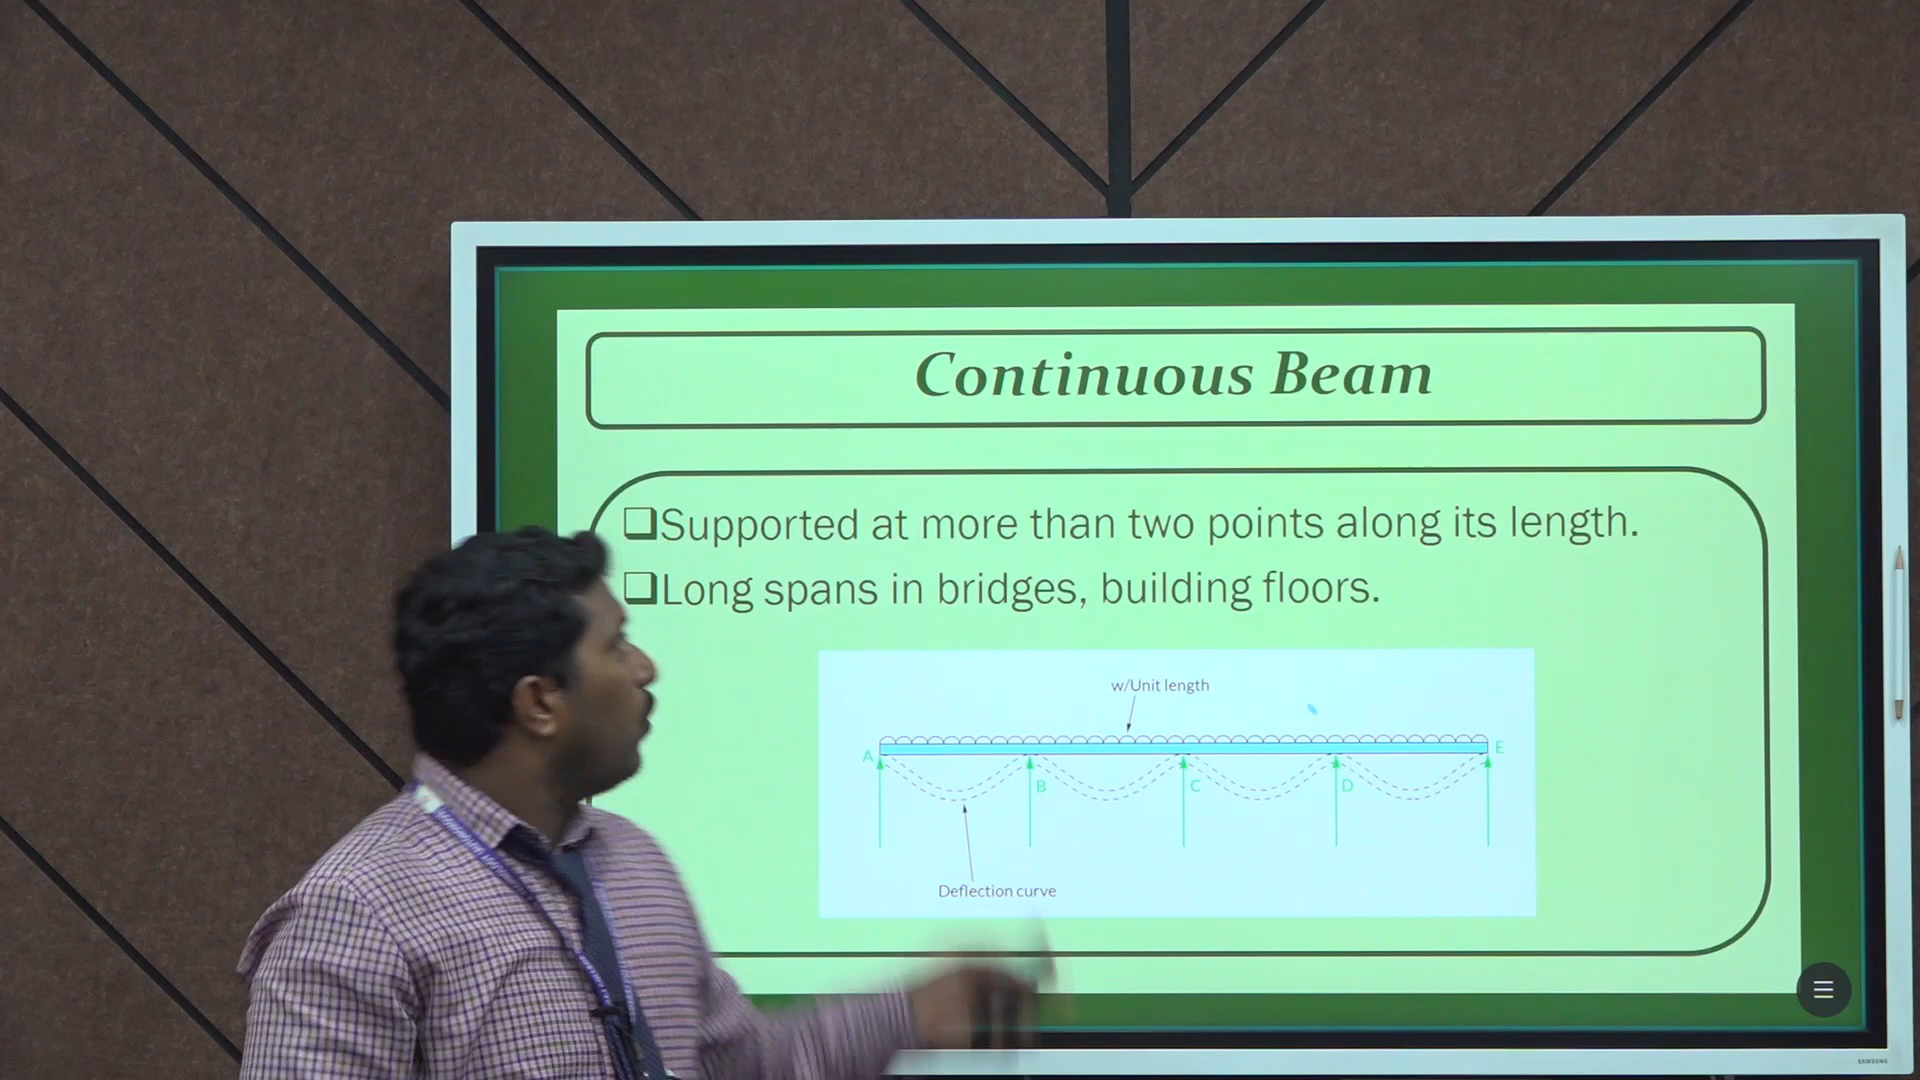 Continuous Beam
❑Supported at more than two points along its length.
❑Long spans in bridges, building floors.
w/Unit length
A
E
B
C
D
Deflection curve
SAMSUNG